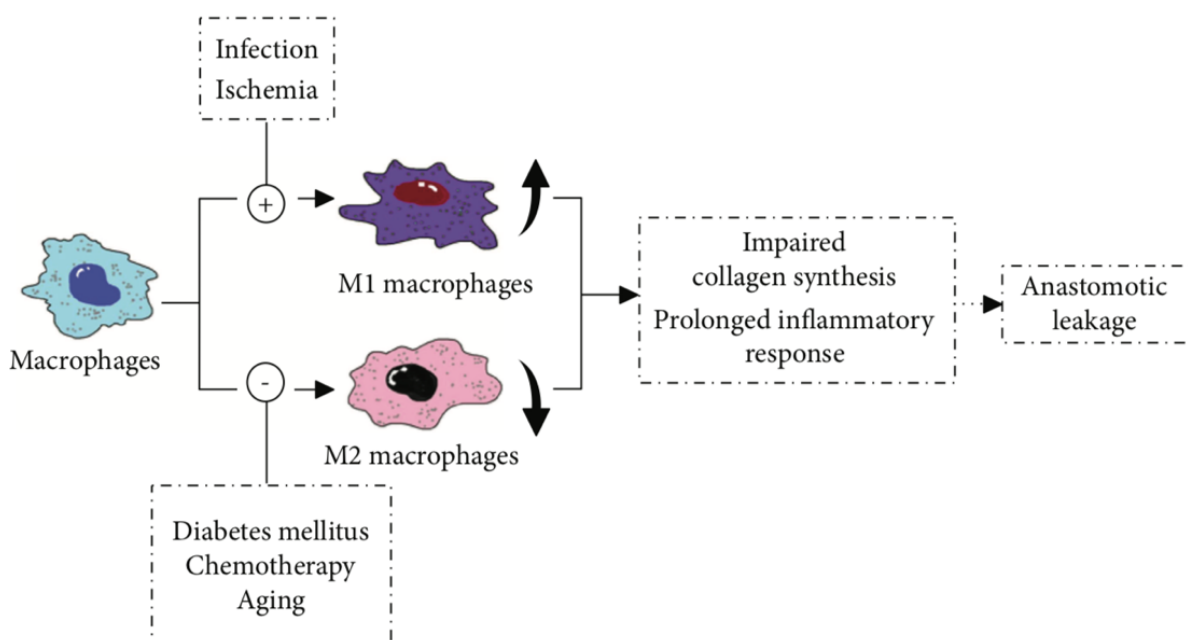 Infection
Ischemia
+
M1 macrophages
Macrophages
-
M2 macrophages
Diabetes mellitus
Chemotherapy
Aging
Impaired
collagen synthesis
Prolonged inflammatory
response
Anastomotic
leakage